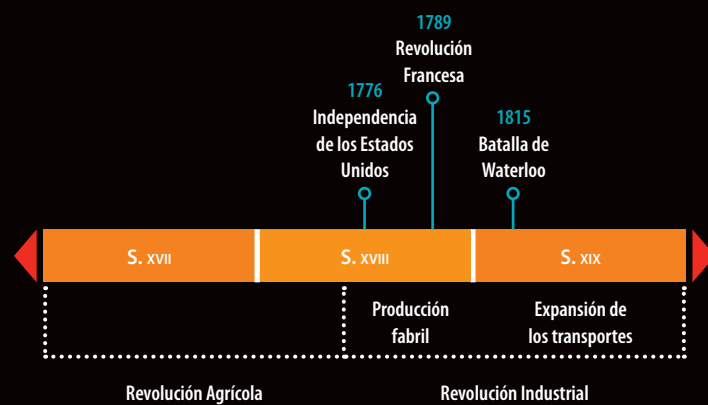 1789
Revolución
Francesa
1776
Independencia
de los Estados
Unidos
1815
Batalla de
Waterloo
S. XVII
S. XVIII
S. XIX
Producción
fabril
Expansión de
los transportes
Revolución Agrícola
Revolución Industrial